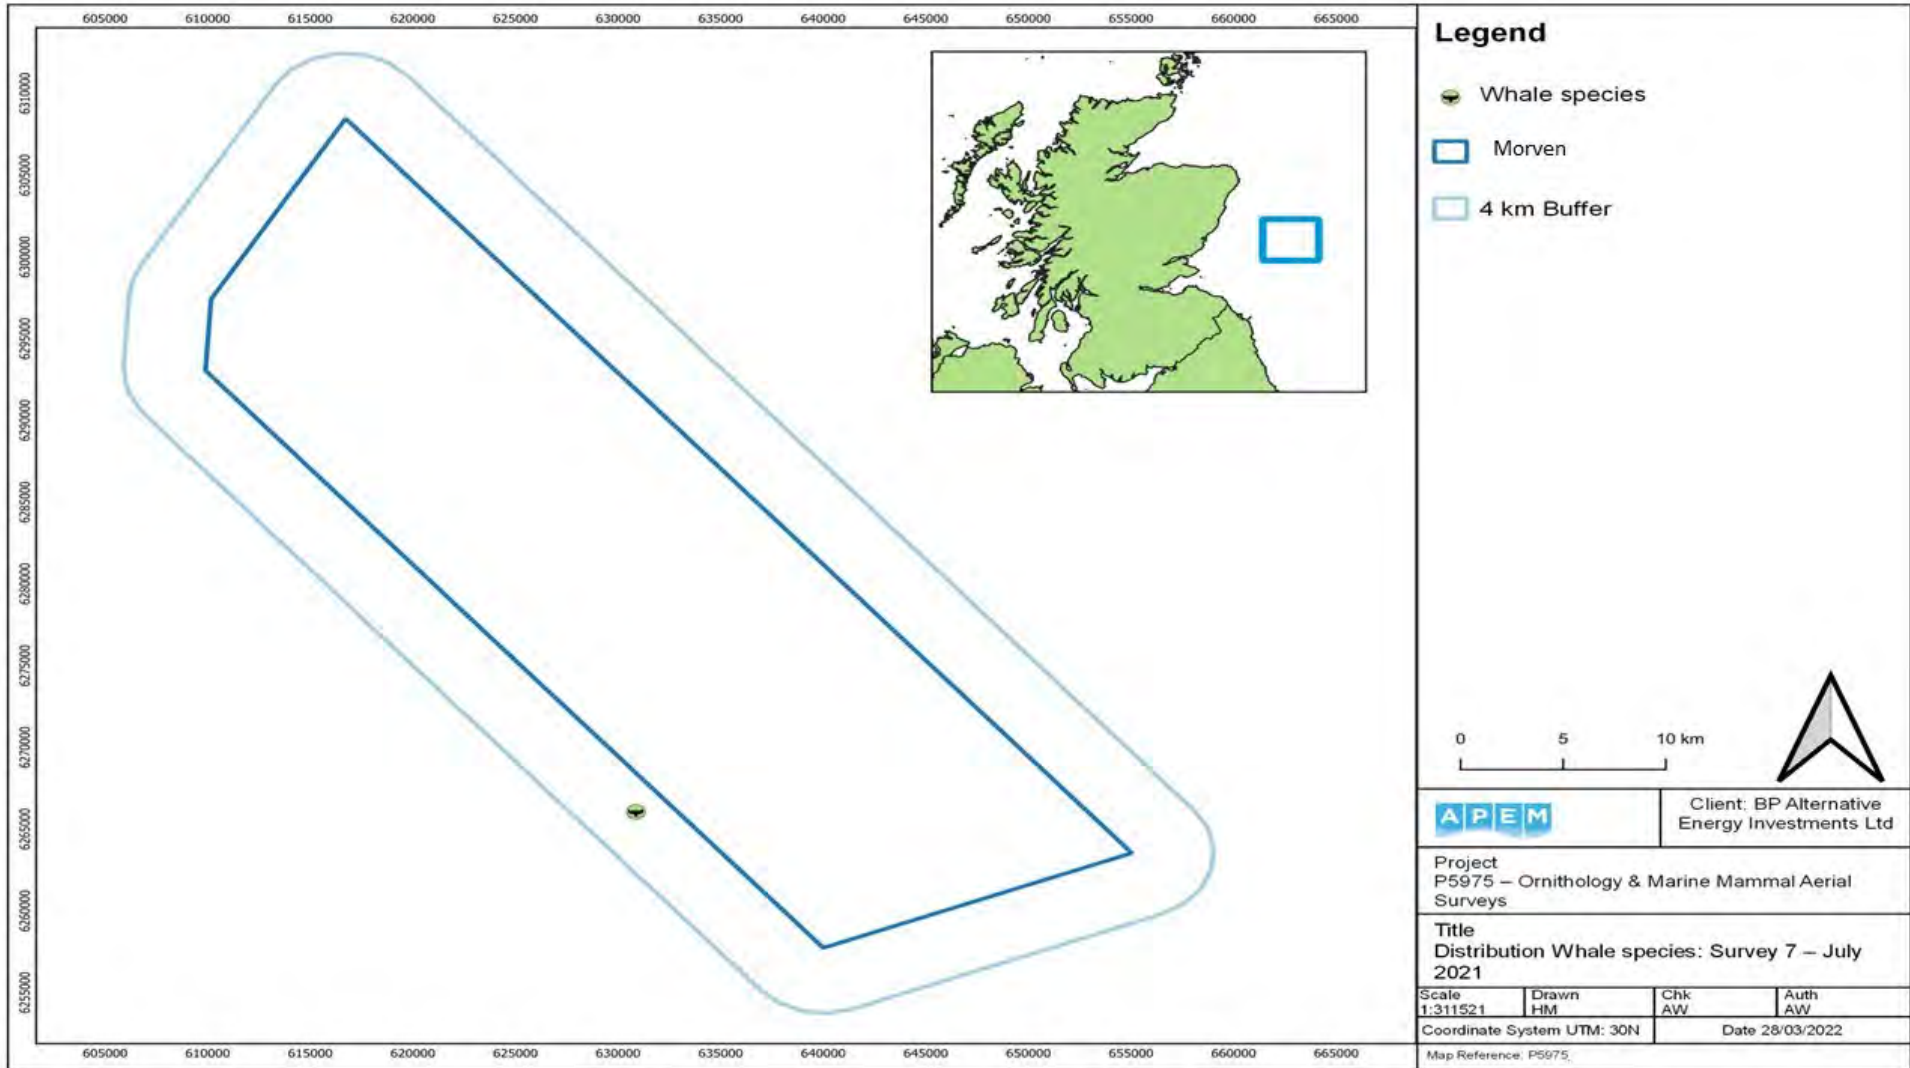 605000 610000 615000 620000 625000 630000 635000 640000 645000 650000 655000 660000 665000
6310000
6305000
6300000
6295000
6290000
6285000
6280000
6275000
6270000
6265000
6260000
6255000
605000 610000 615000 620000 625000 630000 635000 640000 645000 650000 655000 660000 665000
Legend
Whale species
Morven
4 km Buffer
0 5 10 km
APEM
Client: BP Alternative
Energy Investments Ltd
Project
P5975 – Ornithology & Marine Mammal Aerial
Surveys
Title
Distribution Whale species: Survey 7 – July
2021
Scale Drawn Chk Auth
1:311521 HM AW AW
Coordinate System UTM: 30N Date 28/03/2022
Map Reference: P5975